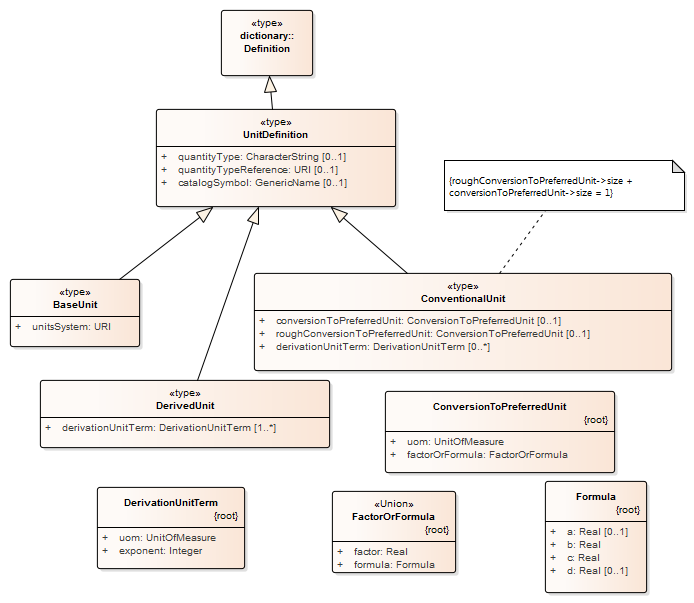 «type»
dictionary::
Definition
«type»
UnitDefinition
+ quantityType: CharacterString [0..1]
+ quantityTypeReference: URI [0..1]
+ catalogSymbol: GenericName [0..1]
{roughConversionToPreferredUnit->size +
conversionToPreferredUnit->size = 1}
«type»
BaseUnit
+ unitsSystem: URI
«type»
ConventionalUnit
+ conversionToPreferredUnit: ConversionToPreferredUnit [0..1]
+ roughConversionToPreferredUnit: ConversionToPreferredUnit [0..1]
+ derivationUnitTerm: DerivationUnitTerm [0..*]
«type»
DerivedUnit
+ derivationUnitTerm: DerivationUnitTerm [1..*]
ConversionToPreferredUnit
{root}
+ uom: UnitOfMeasure
+ factorOrFormula: FactorOrFormula
DerivationUnitTerm
{root}
+ uom: UnitOfMeasure
+ exponent: Integer
«Union»
FactorOrFormula
{root}
+ factor: Real
+ formula: Formula
Formula
{root}
+ a: Real [0..1]
+ b: Real
+ c: Real
+ d: Real [0..1]